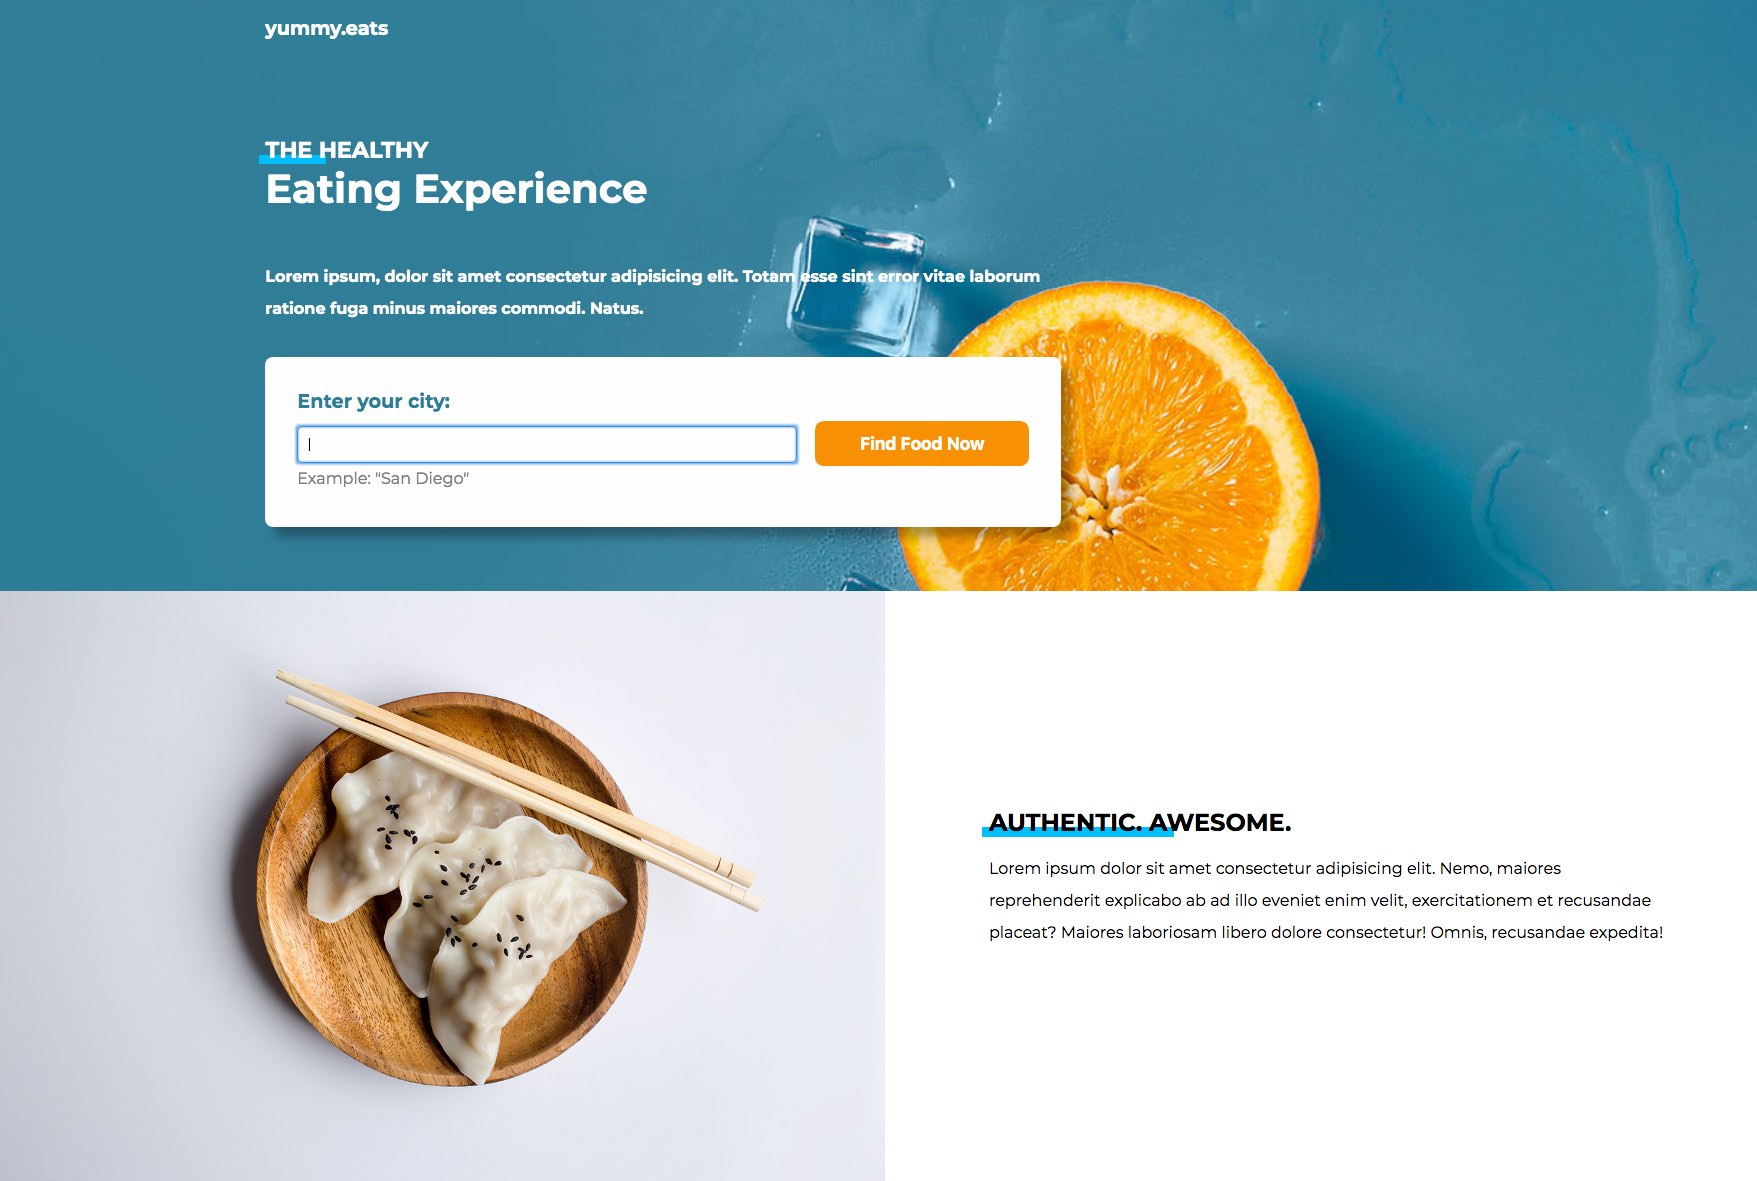 yummy.eats
THE HEALTHY
Eating Experience
Lorem ipsum, dolor sit amet consectetur adipisicing elit. Totam esse sint error vitae laborum
ratione fuga minus maiores commodi. Natus.
Enter your city:
Find Food Now
Example: "San Diego"
AUTHENTIC. AWESOME.
Lorem ipsum dolor sit amet consectetur adipisicing elit. Nemo, maiores
reprehenderit explicabo ab ad illo eveniet enim velit, exercitationem et recusandae
placeat? Maiores laboriosam libero dolore consectetur! Omnis, recusandae expedita!